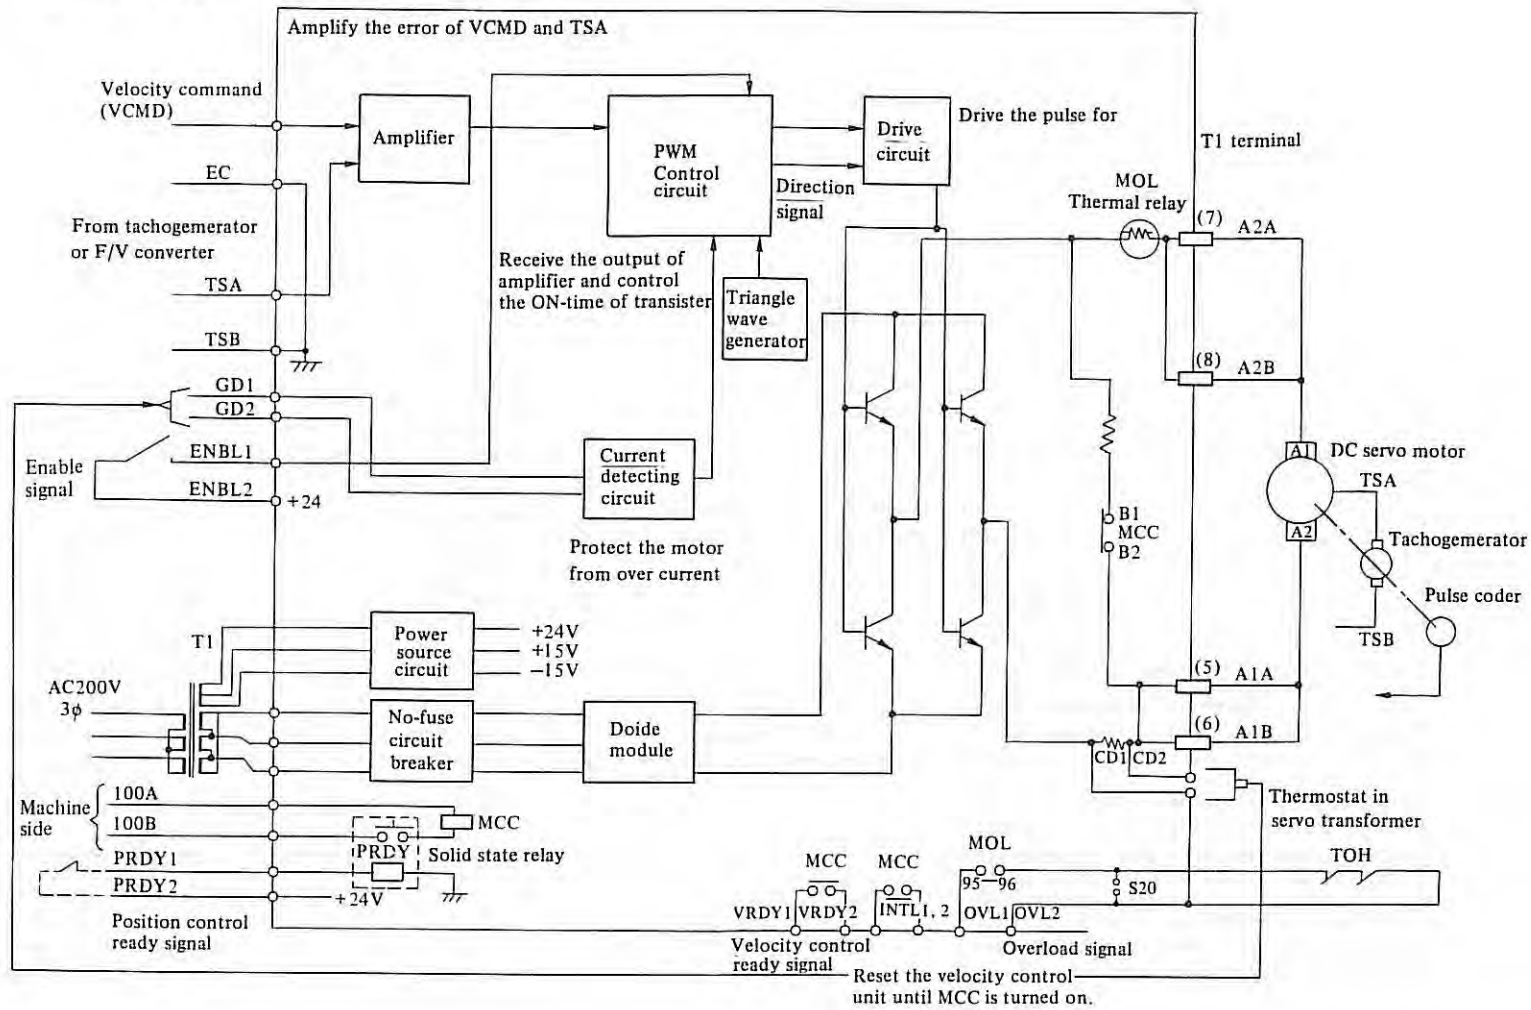 Amplify the error of VCMD and TSA
Velocity command
(VCMD)
Amplifier
PWM
Control
circuit
Drive
circuit
Drive the pulse for
T1 terminal
EC
Direction
signal
MOL
Thermal relay
(7)
A2A
From tachogemerator
or F/V converter
Receive the output of
amplifier and control
the ON-time of transister
Triangle
wave
generator
TSA
TSB
(8)
A2B
GD1
GD2
Enable
signal
ENBL1
ENBL2
+24
Current
detecting
circuit
Protect the motor
from over current
A1
DC servo motor
TSA
A2
B1
MCC
B2
Tachogemerator
Pulse coder
TSB
T1
Power
source
circuit
+24V
+15V
−15V
AC200V
3φ
No-fuse
circuit
breaker
Doide
module
(5)
A1A
(6)
A1B
CD1
CD2
Thermostat in
servo transformer
Machine
side
100A
100B
MCC
PRDY
Solid state relay
PRDY1
PRDY2
+24V
Position control
ready signal
MCC
MCC
MOL
95—96
S20
TOH
VRDY1
VRDY2
INTL1, 2
OVL1
OVL2
Velocity control
ready signal
Overload signal
Reset the velocity control
unit until MCC is turned on.